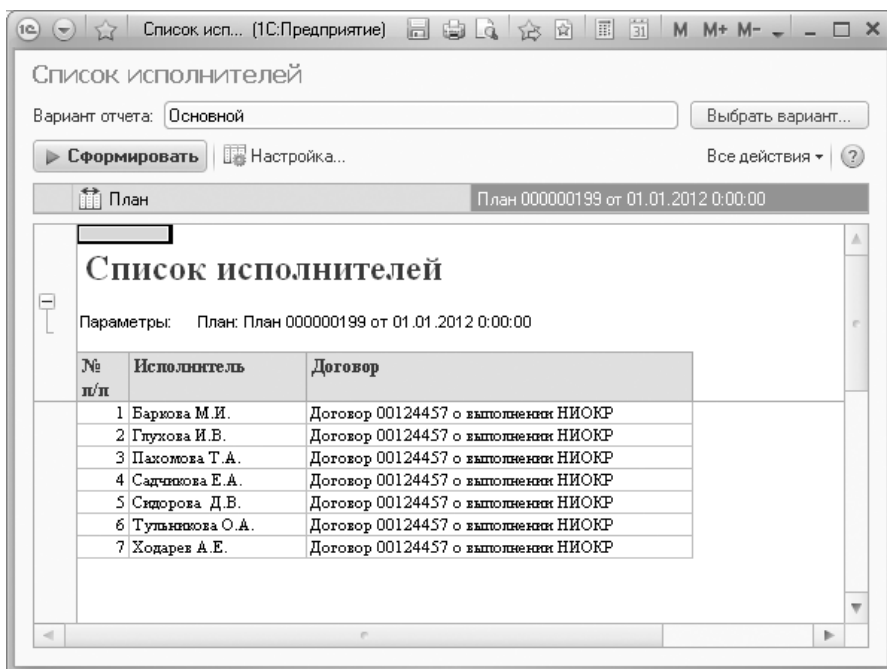 1С Список исп... (1С:Предприятие) 31 M M+ M-
Список исполнителей
Вариант отчета: Основной Выбрать вариант...
Сформировать Настройка... Все действия ?
План План 000000199 от 01.01.2012 0:00:00
Список исполнителей
Параметры: План: План 000000199 от 01.01.2012 0:00:00
№ п/п Исполнитель Договор
1 Баркова М.И. Договор 00124457 о выполнении НИОКР
2 Глухова И.В. Договор 00124457 о выполнении НИОКР
3 Пахомова Т.А. Договор 00124457 о выполнении НИОКР
4 Садчикова Е.А. Договор 00124457 о выполнении НИОКР
5 Сидорова Д.В. Договор 00124457 о выполнении НИОКР
6 Тульникова О.А. Договор 00124457 о выполнении НИОКР
7 Ходарев А.Е. Договор 00124457 о выполнении НИОКР